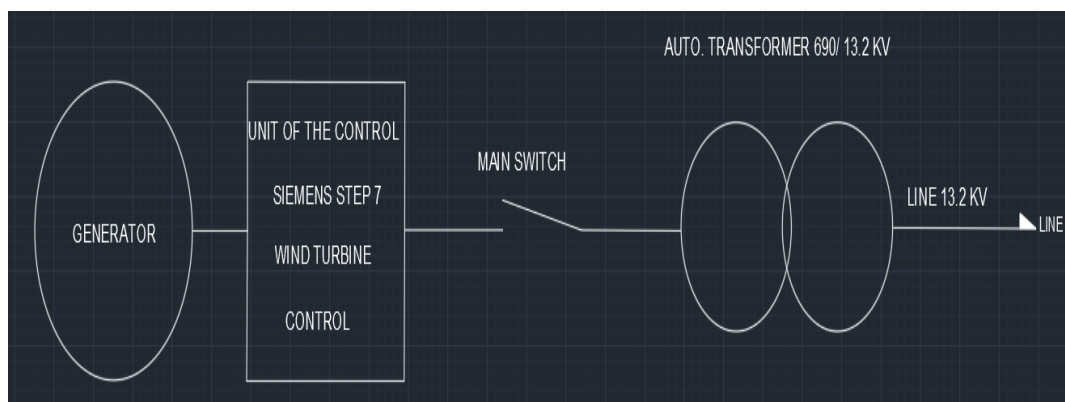 AUTO. TRANSFORMER 690/ 13.2 KV
UNIT OF THE CONTROL
SIEMENS STEP 7
WIND TURBINE
CONTROL
GENERATOR
MAIN SWITCH
LINE 13.2 KV
LINE